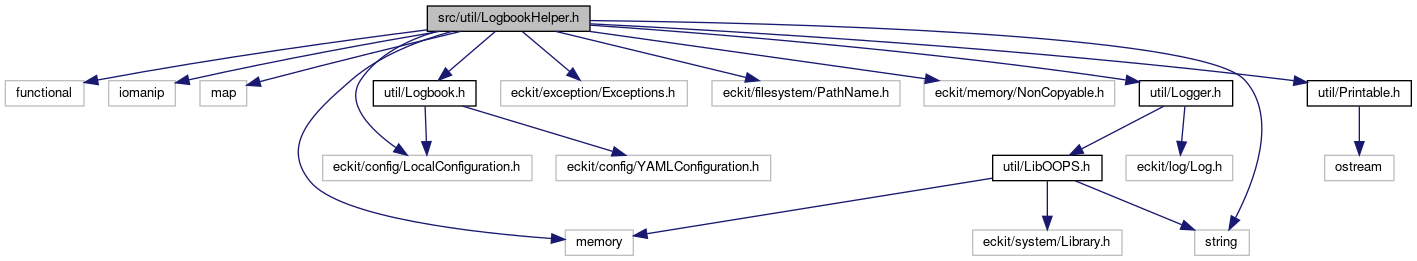 src/util/LogbookHelper.h
functional
iomanip
map
util/Logbook.h
eckit/exception/Exceptions.h
eckit/filesystem/PathName.h
eckit/memory/NonCopyable.h
util/Logger.h
util/Printable.h
eckit/config/LocalConfiguration.h
eckit/config/YAMLConfiguration.h
util/LibOOPS.h
eckit/log/Log.h
ostream
memory
eckit/system/Library.h
string